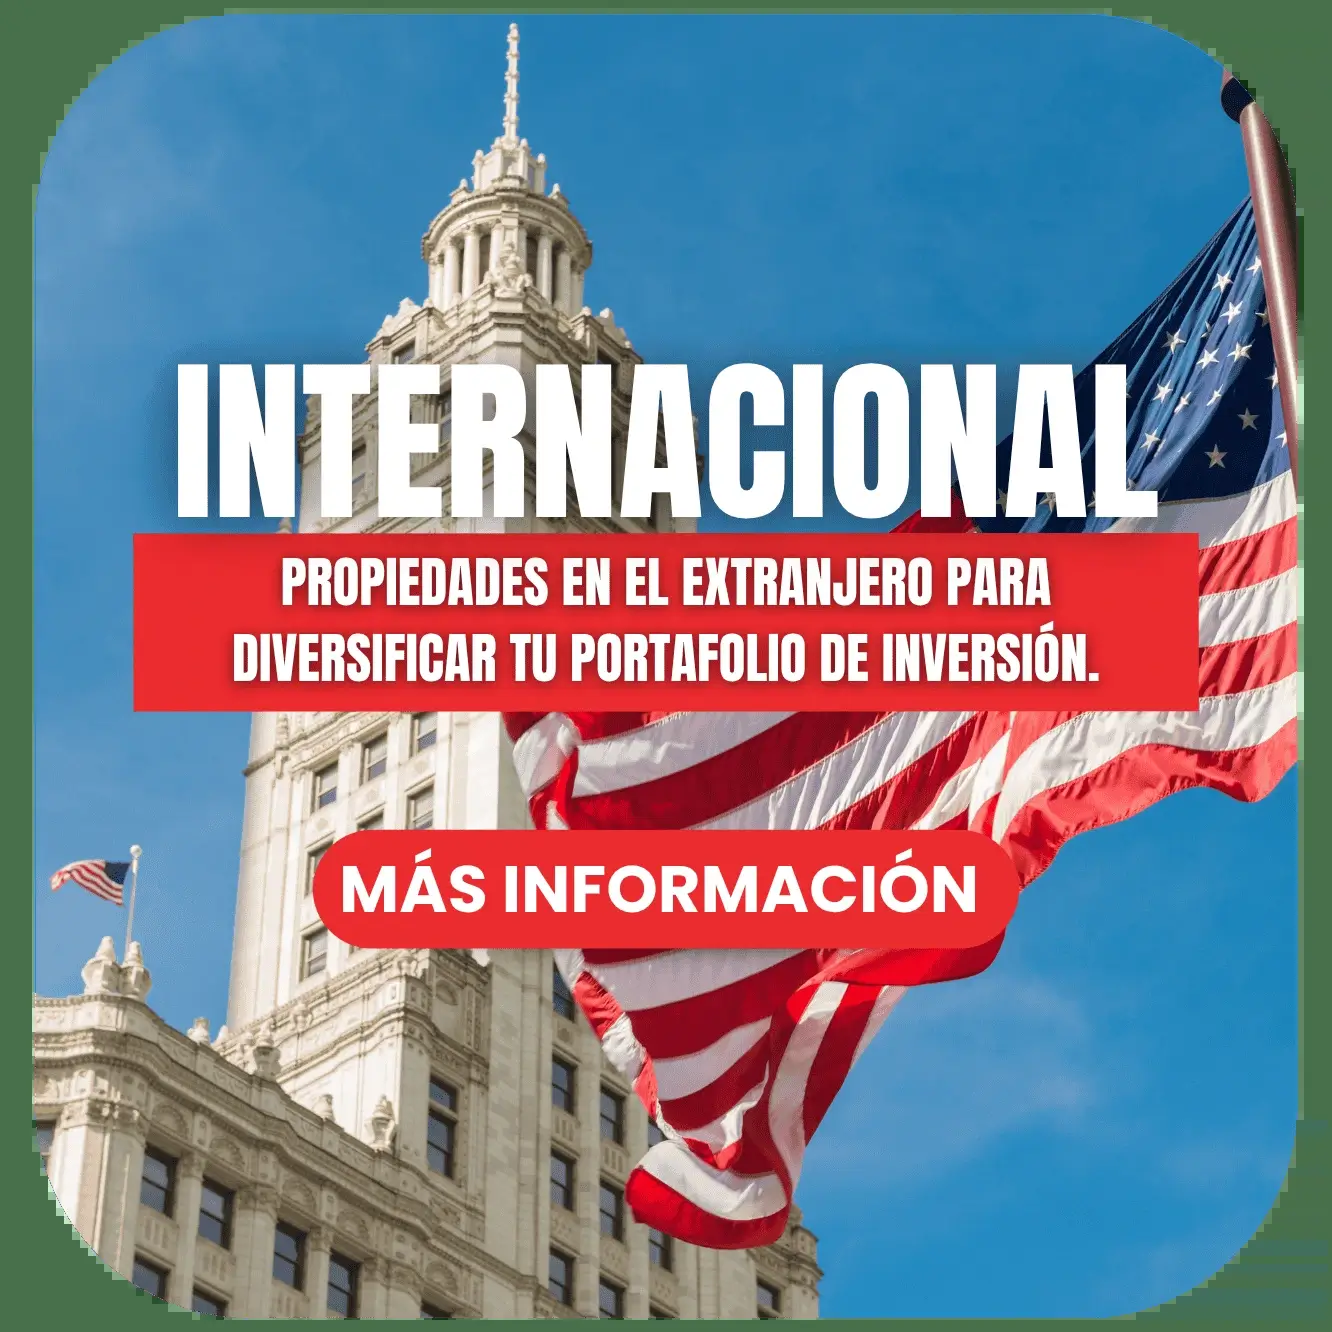 INTERNACIONAL
PROPIEDADES EN EL EXTRANJERO PARA
DIVERSIFICAR TU PORTAFOLIO DE INVERSIÓN.
MÁS INFORMACIÓN